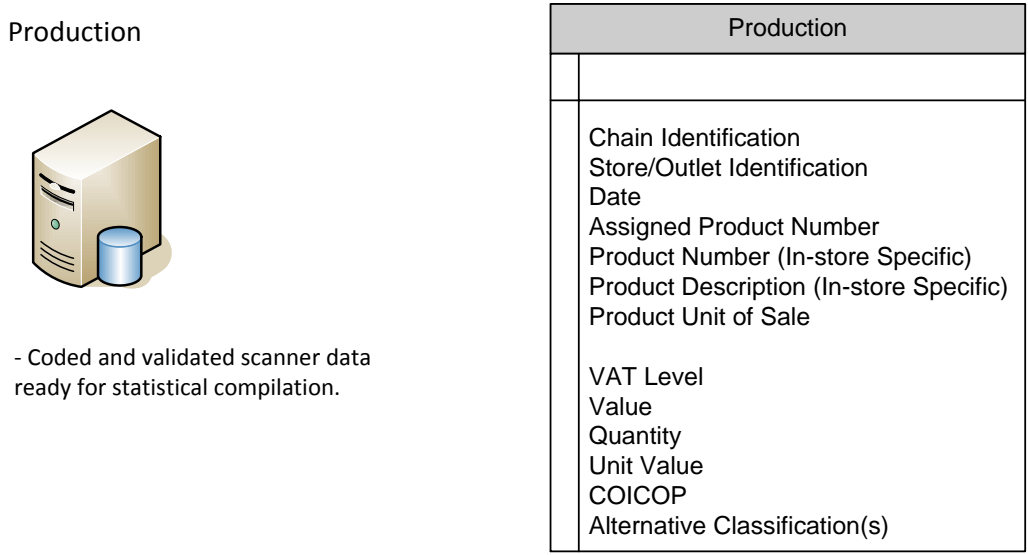 Production
- Coded and validated scanner data
ready for statistical compilation.
Production
Chain Identification
Store/Outlet Identification
Date
Assigned Product Number
Product Number (In-store Specific)
Product Description (In-store Specific)
Product Unit of Sale
VAT Level
Value
Quantity
Unit Value
COICOP
Alternative Classification(s)